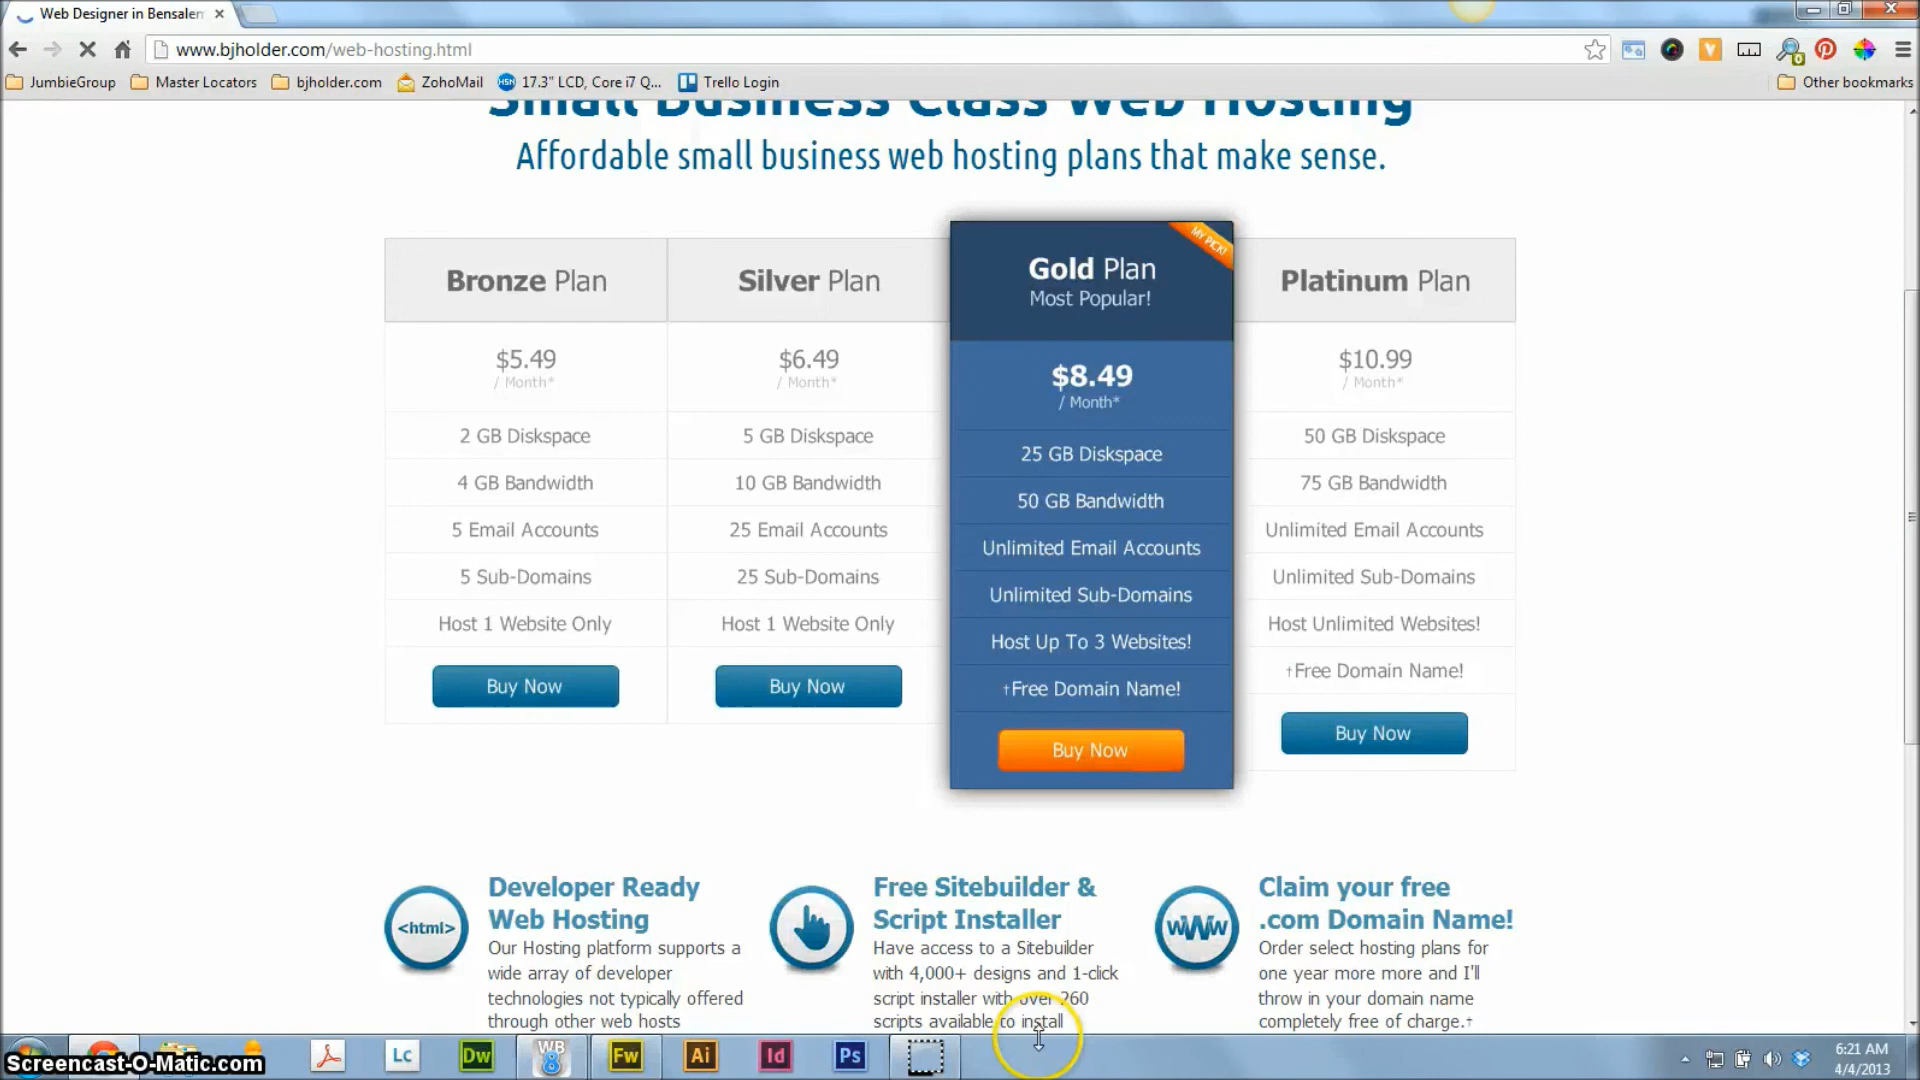 Web Designer in Bensalem
www.bjholder.com/web-hosting.html
JumbieGroup
Master Locators
bjholder.com
ZohoMail
HSN
17.3" LCD, Core i7 Q...
Trello Login
Other bookmarks
Small Business Class Web Hosting
Affordable small business web hosting plans that make sense.
Bronze Plan
$5.49
/ Month*
2 GB Diskspace
4 GB Bandwidth
5 Email Accounts
5 Sub-Domains
Host 1 Website Only
Buy Now
Silver Plan
$6.49
/ Month*
5 GB Diskspace
10 GB Bandwidth
25 Email Accounts
25 Sub-Domains
Host 1 Website Only
Buy Now
MY PICK!
Gold Plan
Most Popular!
$8.49
/ Month*
25 GB Diskspace
50 GB Bandwidth
Unlimited Email Accounts
Unlimited Sub-Domains
Host Up To 3 Websites!
†Free Domain Name!
Buy Now
Platinum Plan
$10.99
/ Month*
50 GB Diskspace
75 GB Bandwidth
Unlimited Email Accounts
Unlimited Sub-Domains
Host Unlimited Websites!
†Free Domain Name!
Buy Now
<html>
Developer Ready
Web Hosting
Our Hosting platform supports a
wide array of developer
technologies not typically offered
through other web hosts
Free Sitebuilder &
Script Installer
Have access to a Sitebuilder
with 4,000+ designs and 1-click
script installer with over 260
scripts available to install
WWW
Claim your free
.com Domain Name!
Order select hosting plans for
one year more more and I'll
throw in your domain name
completely free of charge.†
Screencast-O-Matic.com
Lc
Dw
WB
8
Fw
Ai
Id
Ps
6:21 AM
4/4/2013